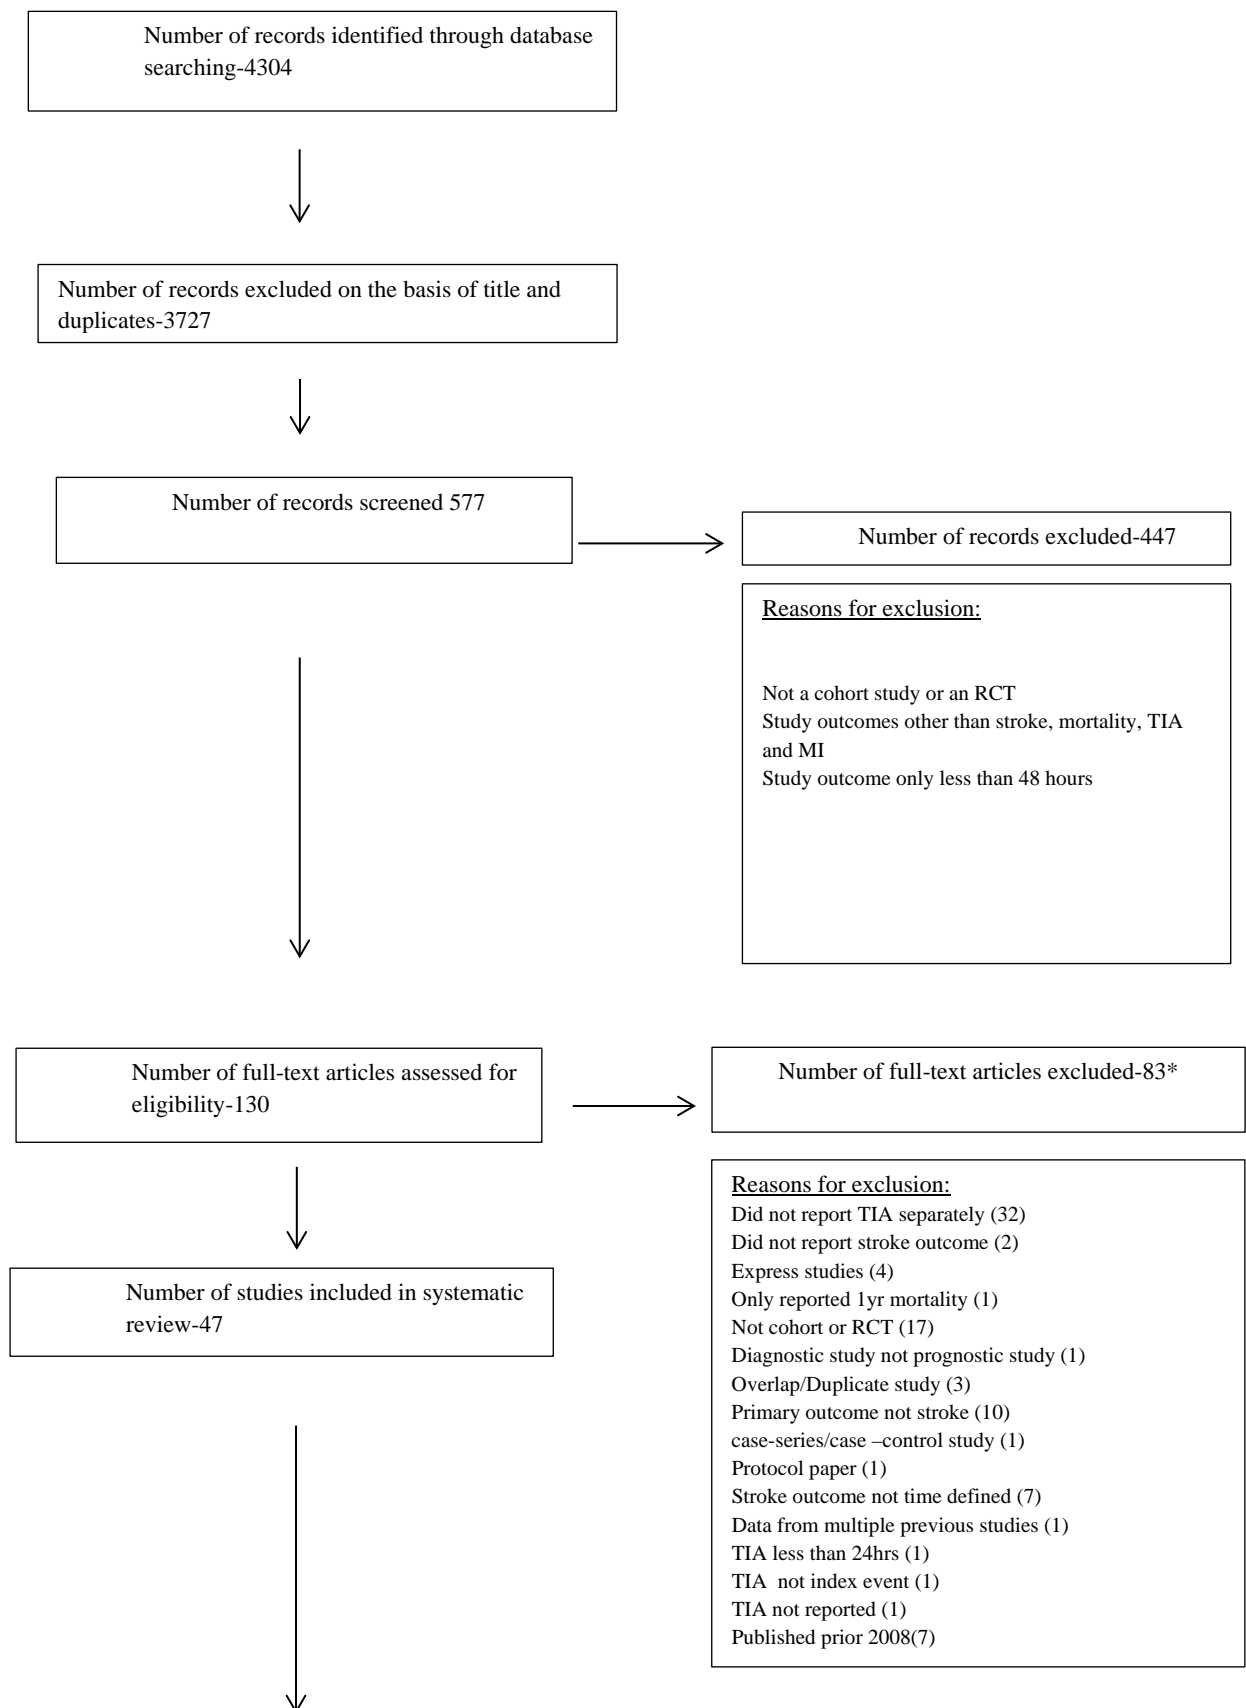 Number of records identified through database
searching-4304
Number of records excluded on the basis of title and
duplicates-3727
Number of records screened 577
Number of records excluded-447
Reasons for exclusion:
Not a cohort study or an RCT
Study outcomes other than stroke, mortality, TIA
and MI
Study outcome only less than 48 hours
Number of full-text articles assessed for
eligibility-130
Number of full-text articles excluded-83*
Reasons for exclusion:
Did not report TIA separately (32)
Did not report stroke outcome (2)
Express studies (4)
Only reported 1yr mortality (1)
Not cohort or RCT (17)
Diagnostic study not prognostic study (1)
Overlap/Duplicate study (3)
Primary outcome not stroke (10)
case-series/case –control study (1)
Protocol paper (1)
Stroke outcome not time defined (7)
Data from multiple previous studies (1)
TIA less than 24hrs (1)
TIA  not index event (1)
TIA not reported (1)
Published prior 2008(7)
Number of studies included in systematic
review-47